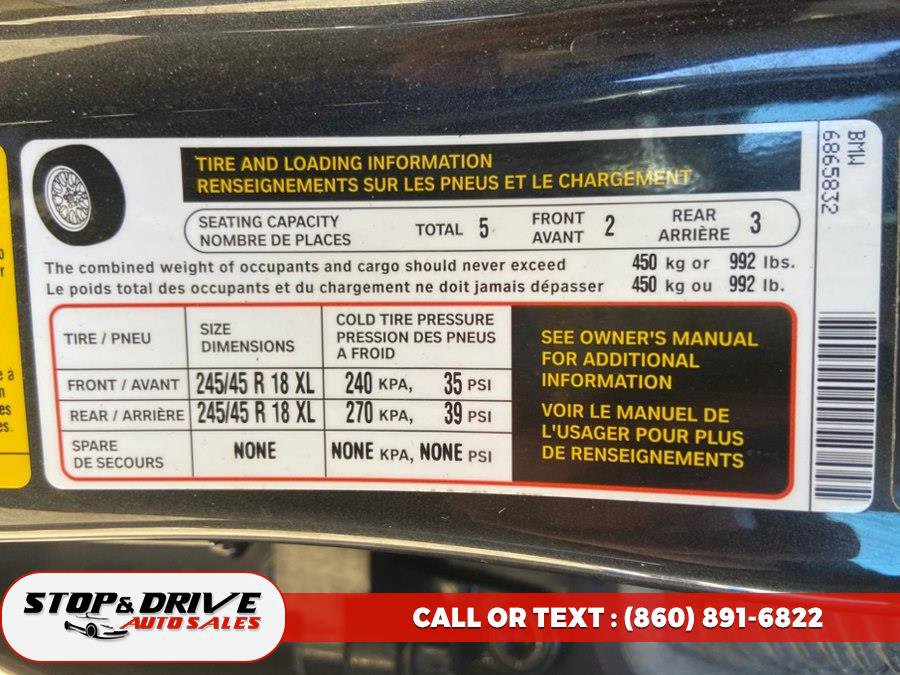 TIRE AND LOADING INFORMATION
RENSEIGNEMENTS SUR LES PNEUS ET LE CHARGEMENT
SEATING CAPACITY
NOMBRE DE PLACES
TOTAL 5
FRONT
AVANT 2
REAR
ARRIÈRE 3
The combined weight of occupants and cargo should never exceed 450 kg or 992 lbs.
Le poids total des occupants et du chargement ne doit jamais dépasser 450 kg ou 992 lb.
TIRE / PNEU
SIZE
DIMENSIONS
COLD TIRE PRESSURE
PRESSION DES PNEUS
A FROID
FRONT / AVANT 245/45 R 18 XL 240 KPA, 35 PSI
REAR / ARRIÈRE 245/45 R 18 XL 270 KPA, 39 PSI
SPARE
DE SECOURS
NONE
NONE KPA, NONE PSI
SEE OWNER'S MANUAL
FOR ADDITIONAL
INFORMATION
VOIR LE MANUEL DE
L'USAGER POUR PLUS
DE RENSEIGNEMENTS
BMW
6865832
STOP & DRIVE
AUTO SALES
CALL OR TEXT : (860) 891-6822